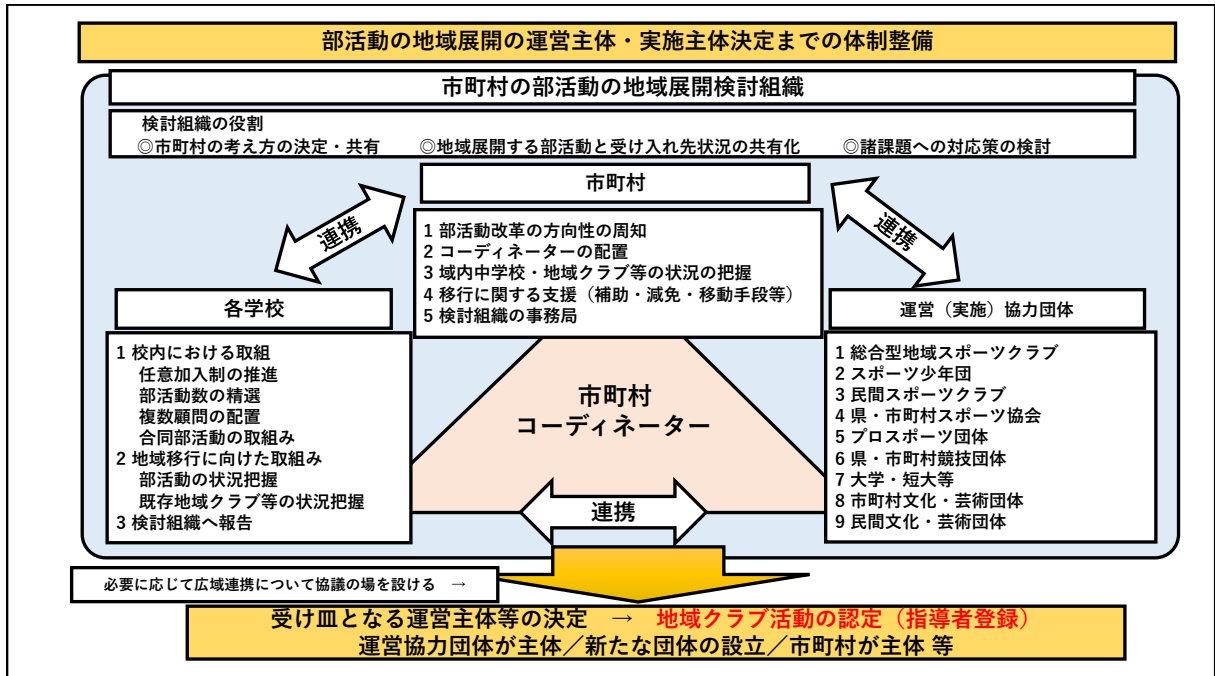 部活動の地域展開の運営主体・実施主体決定までの体制整備
市町村の部活動の地域展開検討組織
検討組織の役割
◎市町村の考え方の決定・共有 ◎地域展開する部活動と受け入れ先状況の共有化 ◎諸課題への対応策の検討
市町村
1 部活動改革の方向性の周知
2 コーディネーターの配置
3 域内中学校・地域クラブ等の状況の把握
4 移行に関する支援（補助・減免・移動手段等）
5 検討組織の事務局
連携
連携
各学校
1 校内における取組
任意加入制の推進
部活動数の精選
複数顧問の配置
合同部活動の取組み
2 地域移行に向けた取組み
部活動の状況把握
既存地域クラブ等の状況把握
3 検討組織へ報告
市町村
コーディネーター
連携
運営（実施）協力団体
1 総合型地域スポーツクラブ
2 スポーツ少年団
3 民間スポーツクラブ
4 県・市町村スポーツ協会
5 プロスポーツ団体
6 県・市町村競技団体
7 大学・短大等
8 市町村文化・芸術団体
9 民間文化・芸術団体
必要に応じて広域連携について協議の場を設ける →
受け皿となる運営主体等の決定 → 地域クラブ活動の認定（指導者登録）
運営協力団体が主体／新たな団体の設立／市町村が主体 等